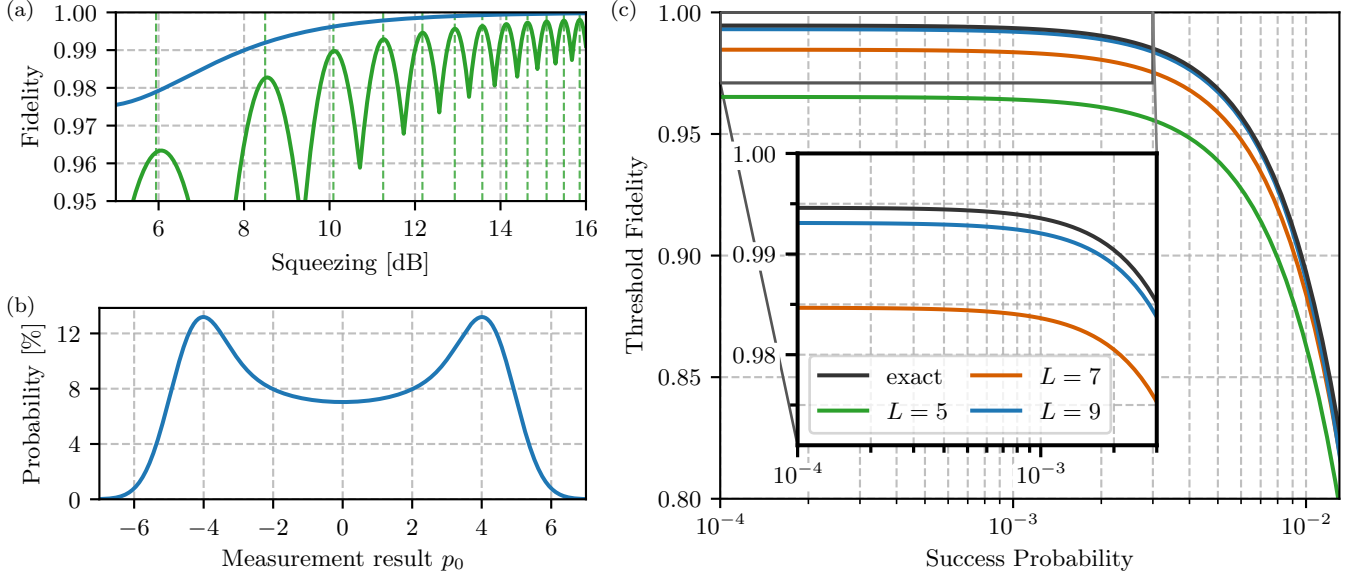 (a)
1.00
0.99
0.98
0.97
0.96
0.95
Fidelity
6
8
10
12
14
16
Squeezing [dB]
(b)
12
8
4
0
Probability [%]
−6
−4
−2
0
2
4
6
Measurement result p₀
(c)
1.00
0.95
0.90
0.85
0.80
Threshold Fidelity
1.00
0.99
0.98
exact
L = 5
L = 7
L = 9
10⁻⁴
10⁻³
10⁻⁴
10⁻³
10⁻²
Success Probability